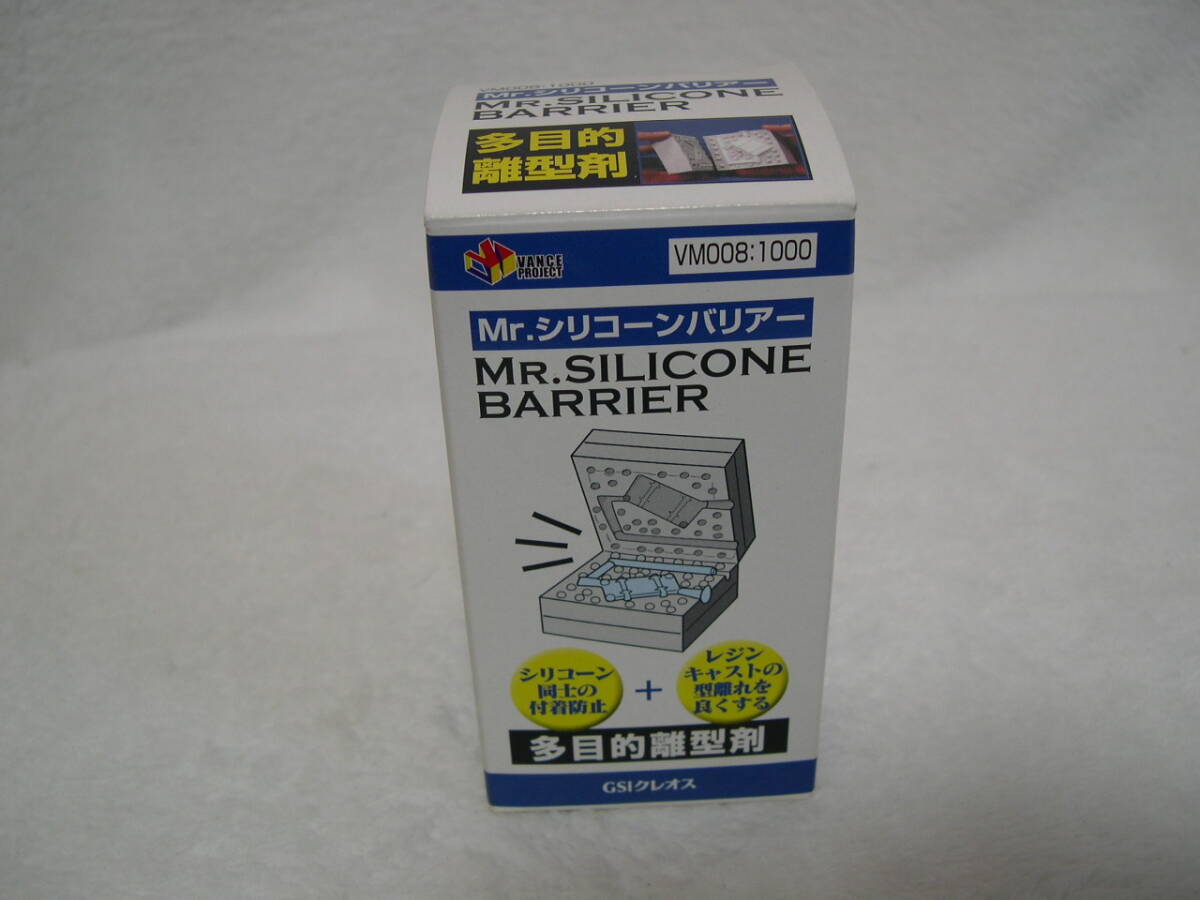 VM008:1000
Mr.シリコーンバリアー
MR.SILICONE
BARRIER
多目的
離型剤
VANCE
PROJECT
VM008:1000
Mr.シリコーンバリアー
MR.SILICONE
BARRIER
シリコーン
同士の
付着防止
+
レジン
キャストの
型離れを
良くする
多目的離型剤
GSIクレオス